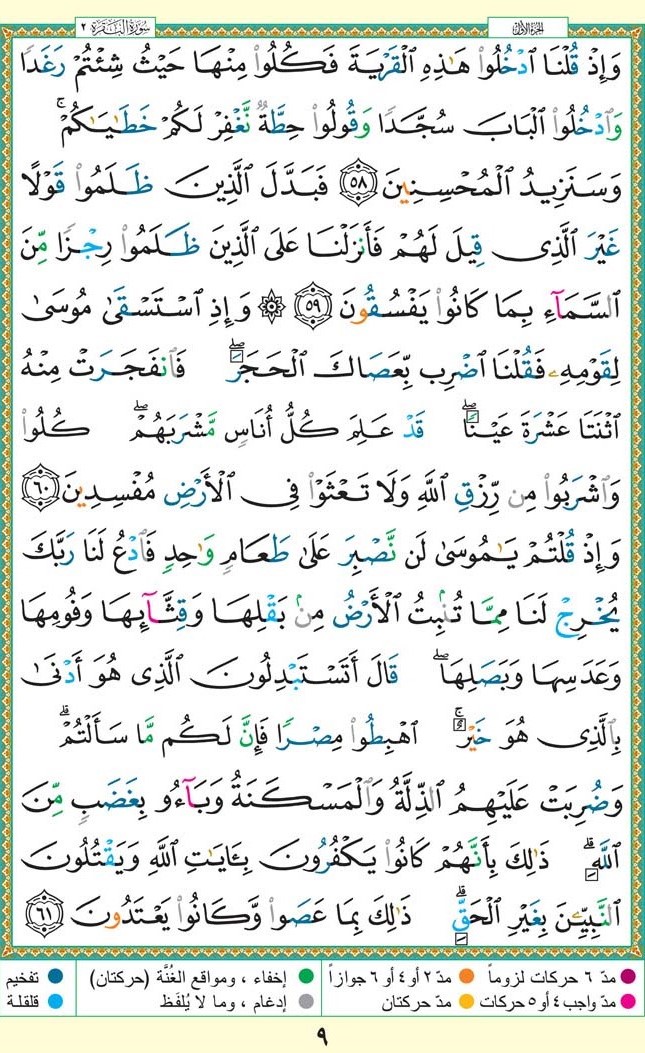 الجزء الأول
سورة البقرة ٢
وَإِذْ قُلْنَا ٱدْخُلُوا۟ هَٰذِهِ ٱلْقَرْيَةَ فَكُلُوا۟ مِنْهَا حَيْثُ شِئْتُمْ رَغَدًا
وَٱدْخُلُوا۟ ٱلْبَابَ سُجَّدًا وَقُولُوا۟ حِطَّةٌ نَّغْفِرْ لَكُمْ خَطَٰيَٰكُمْ ۚ
وَسَنَزِيدُ ٱلْمُحْسِنِينَ ٥٨ فَبَدَّلَ ٱلَّذِينَ ظَلَمُوا۟ قَوْلًا
غَيْرَ ٱلَّذِى قِيلَ لَهُمْ فَأَنزَلْنَا عَلَى ٱلَّذِينَ ظَلَمُوا۟ رِجْزًا مِّنَ
ٱلسَّمَآءِ بِمَا كَانُوا۟ يَفْسُقُونَ ٥٩ ۞ وَإِذِ ٱسْتَسْقَىٰ مُوسَىٰ
لِقَوْمِهِۦ فَقُلْنَا ٱضْرِب بِّعَصَاكَ ٱلْحَجَرَ ۖ فَٱنفَجَرَتْ مِنْهُ
ٱثْنَتَا عَشْرَةَ عَيْنًا ۖ قَدْ عَلِمَ كُلُّ أُنَاسٍ مَّشْرَبَهُمْ ۖ كُلُوا۟
وَٱشْرَبُوا۟ مِن رِّزْقِ ٱللَّهِ وَلَا تَعْثَوْا۟ فِى ٱلْأَرْضِ مُفْسِدِينَ ٦٠
وَإِذْ قُلْتُمْ يَٰمُوسَىٰ لَن نَّصْبِرَ عَلَىٰ طَعَامٍ وَٰحِدٍ فَٱدْعُ لَنَا رَبَّكَ
يُخْرِجْ لَنَا مِمَّا تُنۢبِتُ ٱلْأَرْضُ مِنۢ بَقْلِهَا وَقِثَّآئِهَا وَفُومِهَا
وَعَدَسِهَا وَبَصَلِهَا ۖ قَالَ أَتَسْتَبْدِلُونَ ٱلَّذِى هُوَ أَدْنَىٰ
بِٱلَّذِى هُوَ خَيْرٌ ۚ ٱهْبِطُوا۟ مِصْرًا فَإِنَّ لَكُم مَّا سَأَلْتُمْ ۗ
وَضُرِبَتْ عَلَيْهِمُ ٱلذِّلَّةُ وَٱلْمَسْكَنَةُ وَبَآءُو بِغَضَبٍ مِّنَ
ٱللَّهِ ۗ ذَٰلِكَ بِأَنَّهُمْ كَانُوا۟ يَكْفُرُونَ بِـَٔايَٰتِ ٱللَّهِ وَيَقْتُلُونَ
ٱلنَّبِيِّـۧنَ بِغَيْرِ ٱلْحَقِّ ۗ ذَٰلِكَ بِمَا عَصَوا۟ وَّكَانُوا۟ يَعْتَدُونَ ٦١
مدّ ٦ حركات لزوماً مدّ ٢ أو ٤ أو ٦ جوازاً إخفاء ، ومواقع الغُنَّة (حركتان) تفخيم
مدّ واجب ٤ أو ٥ حركات مدّ حركتان إدغام ، وما لا يُلفَظ قلقلة
٩